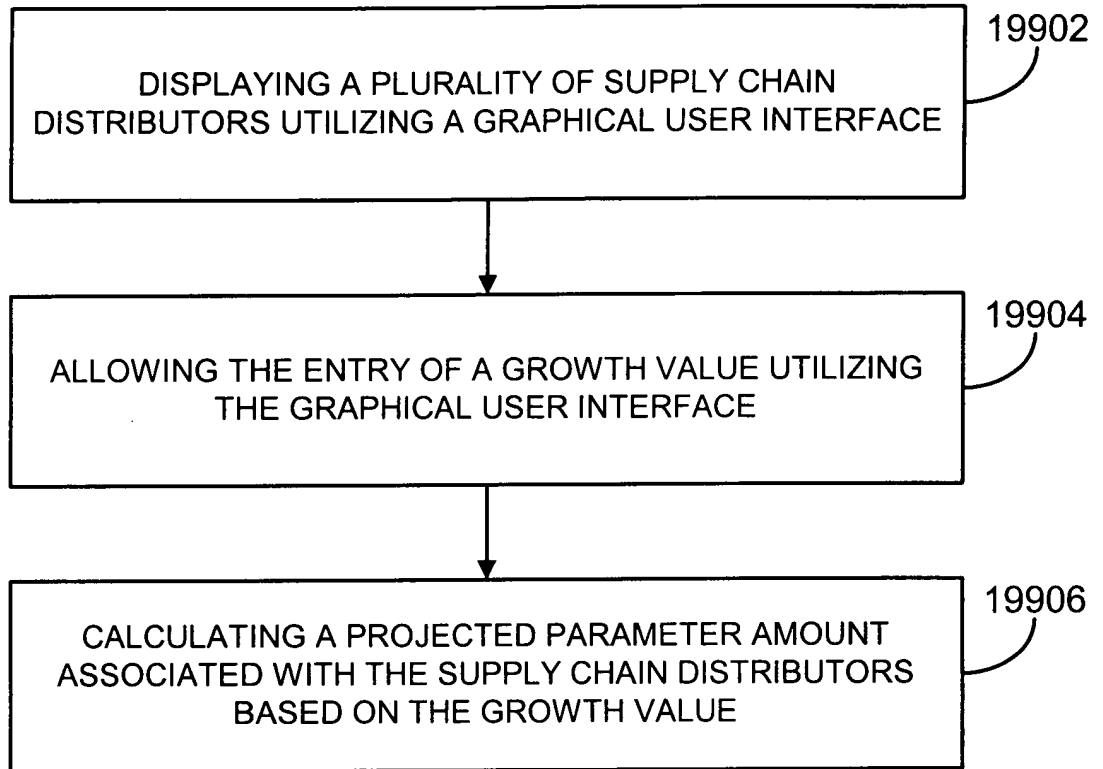 19902
DISPLAYING A PLURALITY OF SUPPLY CHAIN
DISTRIBUTORS UTILIZING A GRAPHICAL USER INTERFACE
19904
ALLOWING THE ENTRY OF A GROWTH VALUE UTILIZING
THE GRAPHICAL USER INTERFACE
19906
CALCULATING A PROJECTED PARAMETER AMOUNT
ASSOCIATED WITH THE SUPPLY CHAIN DISTRIBUTORS
BASED ON THE GROWTH VALUE